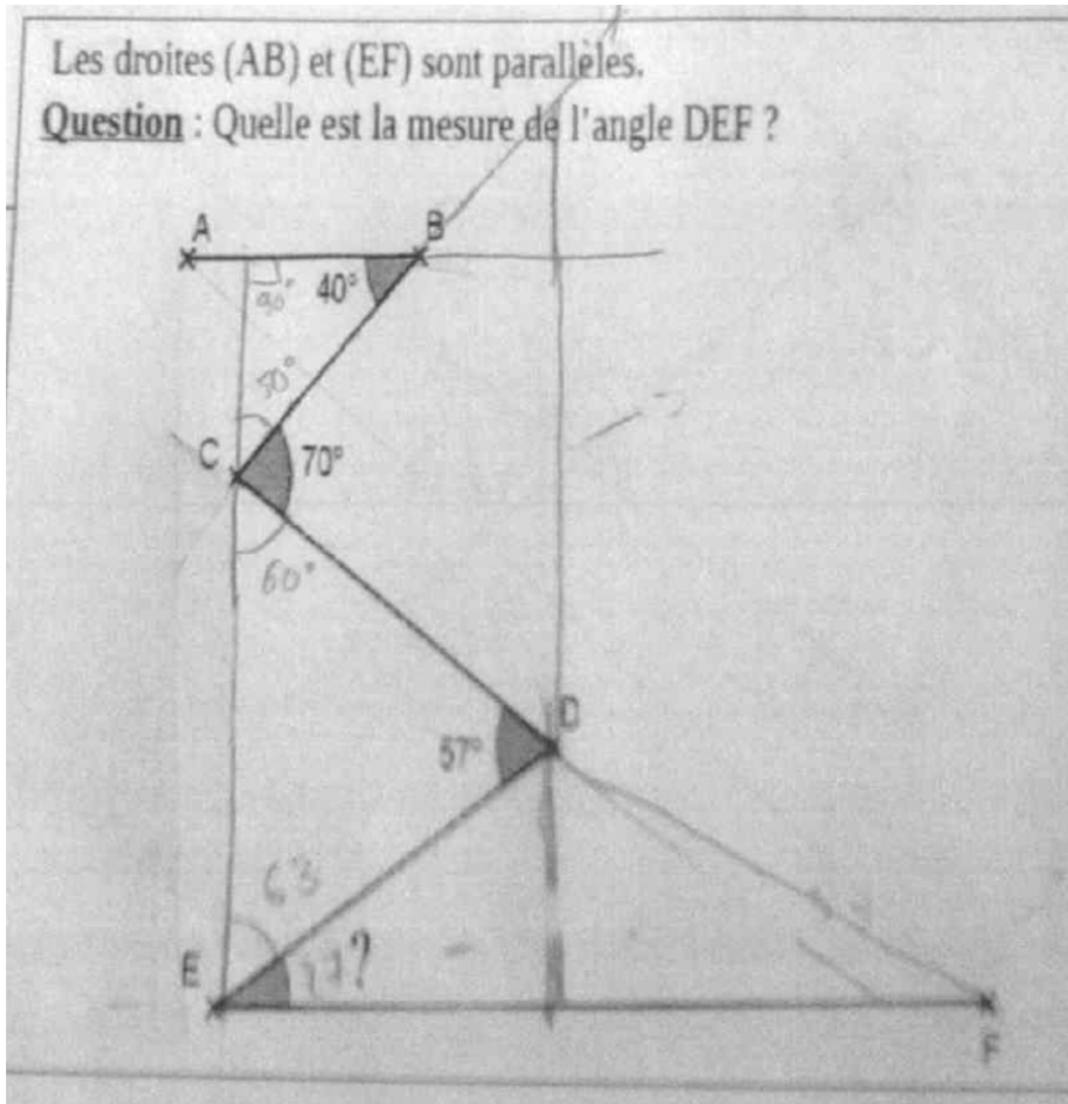 Les droites (AB) et (EF) sont parallèles.
Question : Quelle est la mesure de l'angle DEF ?
A
B
90°
40°
50°
C
70°
60°
D
57°
63
E
?
F